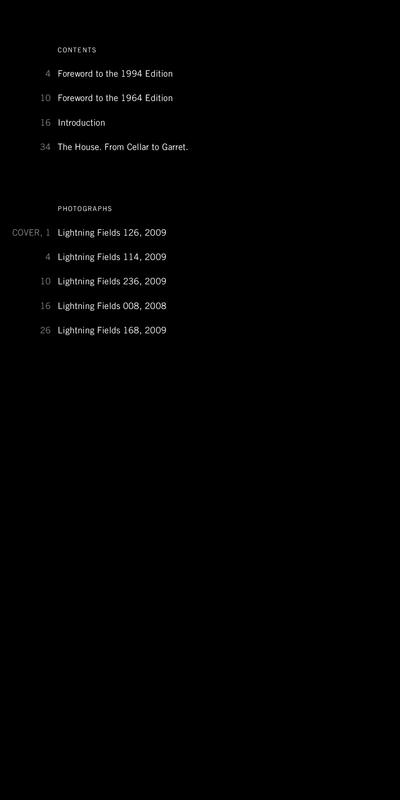 CONTENTS
4 Foreword to the 1994 Edition
10 Foreword to the 1964 Edition
16 Introduction
34 The House. From Cellar to Garret.
PHOTOGRAPHS
COVER, 1 Lightning Fields 126, 2009
4 Lightning Fields 114, 2009
10 Lightning Fields 236, 2009
16 Lightning Fields 008, 2008
26 Lightning Fields 168, 2009